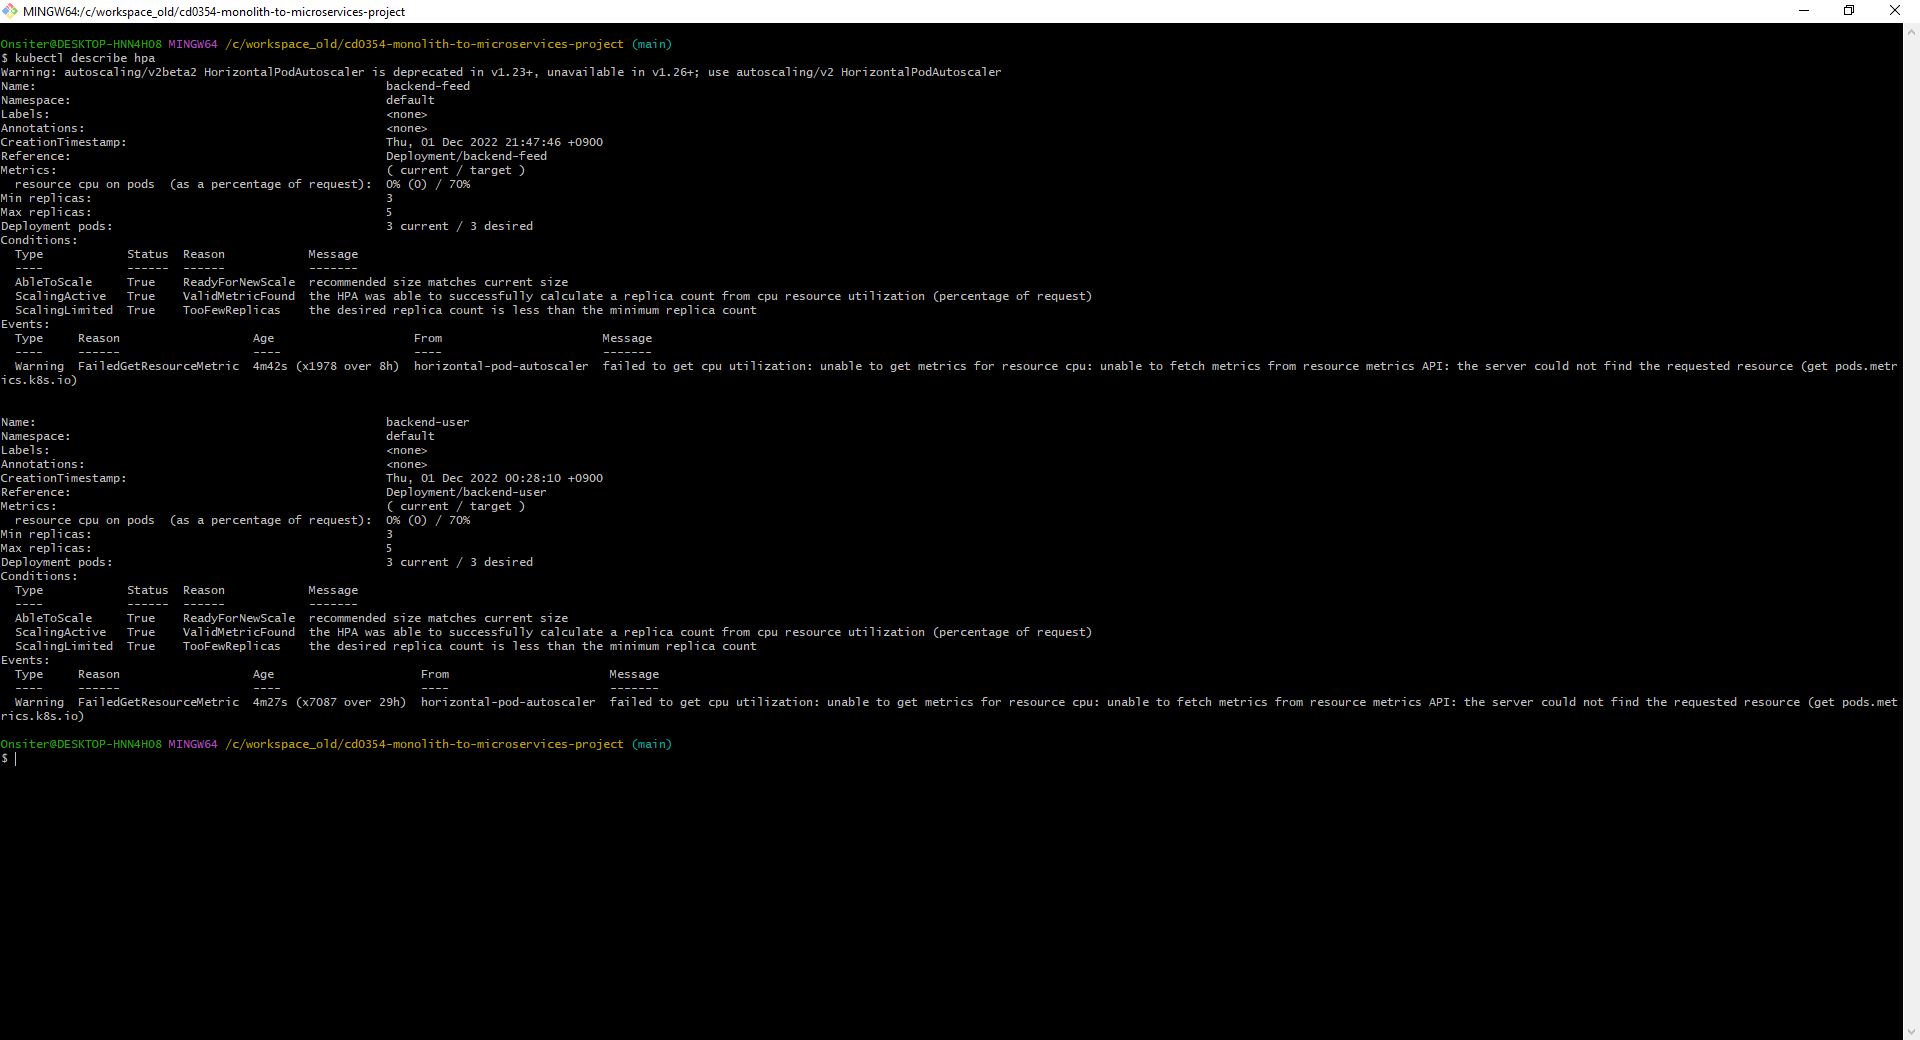 MINGW64:/c/workspace_old/cd0354-monolith-to-microservices-project
Onsiter@DESKTOP-HNN4HO8 MINGW64 /c/workspace_old/cd0354-monolith-to-microservices-project (main)
$ kubectl describe hpa
Warning: autoscaling/v2beta2 HorizontalPodAutoscaler is deprecated in v1.23+, unavailable in v1.26+; use autoscaling/v2 HorizontalPodAutoscaler
Name: backend-feed
Namespace: default
Labels: <none>
Annotations: <none>
CreationTimestamp: Thu, 01 Dec 2022 21:47:46 +0900
Reference: Deployment/backend-feed
Metrics: ( current / target )
resource cpu on pods (as a percentage of request): 0% (0) / 70%
Min replicas: 3
Max replicas: 5
Deployment pods: 3 current / 3 desired
Conditions:
Type Status Reason Message
---- ------ ------ -------
AbleToScale True ReadyForNewScale recommended size matches current size
ScalingActive True ValidMetricFound the HPA was able to successfully calculate a replica count from cpu resource utilization (percentage of request)
ScalingLimited True TooFewReplicas the desired replica count is less than the minimum replica count
Events:
Type Reason Age From Message
---- ------ ---- ---- -------
Warning FailedGetResourceMetric 4m42s (x1978 over 8h) horizontal-pod-autoscaler failed to get cpu utilization: unable to get metrics for resource cpu: unable to fetch metrics from resource metrics API: the server could not find the requested resource (get pods.metr
ics.k8s.io)
Name: backend-user
Namespace: default
Labels: <none>
Annotations: <none>
CreationTimestamp: Thu, 01 Dec 2022 00:28:10 +0900
Reference: Deployment/backend-user
Metrics: ( current / target )
resource cpu on pods (as a percentage of request): 0% (0) / 70%
Min replicas: 3
Max replicas: 5
Deployment pods: 3 current / 3 desired
Conditions:
Type Status Reason Message
---- ------ ------ -------
AbleToScale True ReadyForNewScale recommended size matches current size
ScalingActive True ValidMetricFound the HPA was able to successfully calculate a replica count from cpu resource utilization (percentage of request)
ScalingLimited True TooFewReplicas the desired replica count is less than the minimum replica count
Events:
Type Reason Age From Message
---- ------ ---- ---- -------
Warning FailedGetResourceMetric 4m27s (x7087 over 29h) horizontal-pod-autoscaler failed to get cpu utilization: unable to get metrics for resource cpu: unable to fetch metrics from resource metrics API: the server could not find the requested resource (get pods.met
rics.k8s.io)
Onsiter@DESKTOP-HNN4HO8 MINGW64 /c/workspace_old/cd0354-monolith-to-microservices-project (main)
$